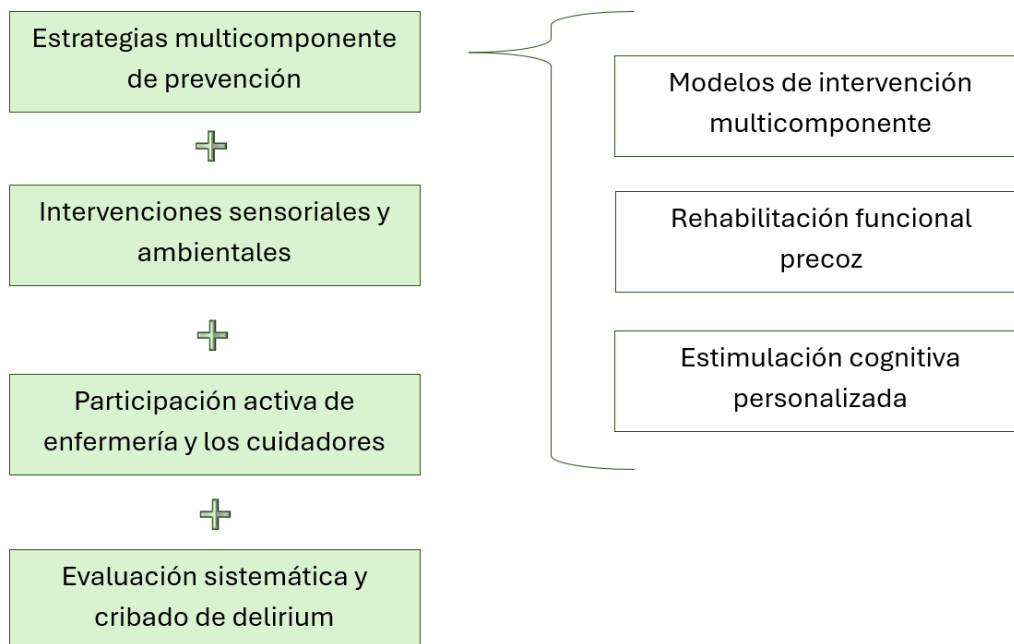 Estrategias multicomponente
de prevención
Intervenciones sensoriales y
ambientales
Participación activa de
enfermería y los cuidadores
Evaluación sistemática y
cribado de delirium
Modelos de intervención
multicomponente
Rehabilitación funcional
precoz
Estimulación cognitiva
personalizada